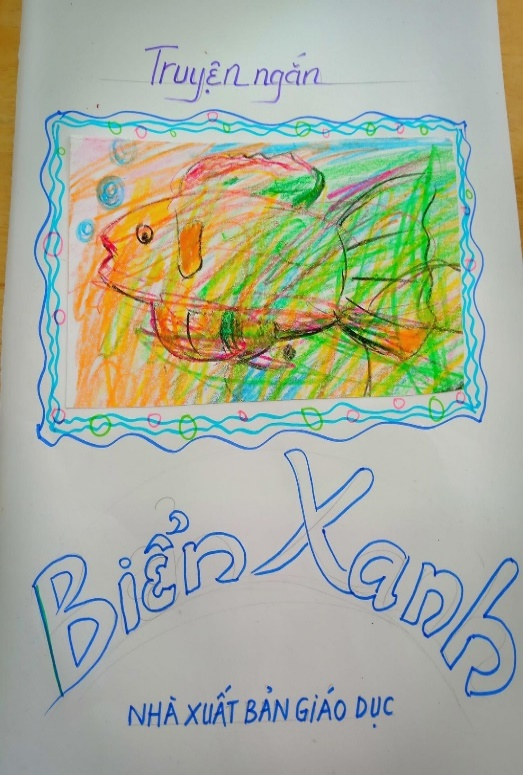 Truyện ngắn
Biển Xanh
NHÀ XUẤT BẢN GIÁO DỤC